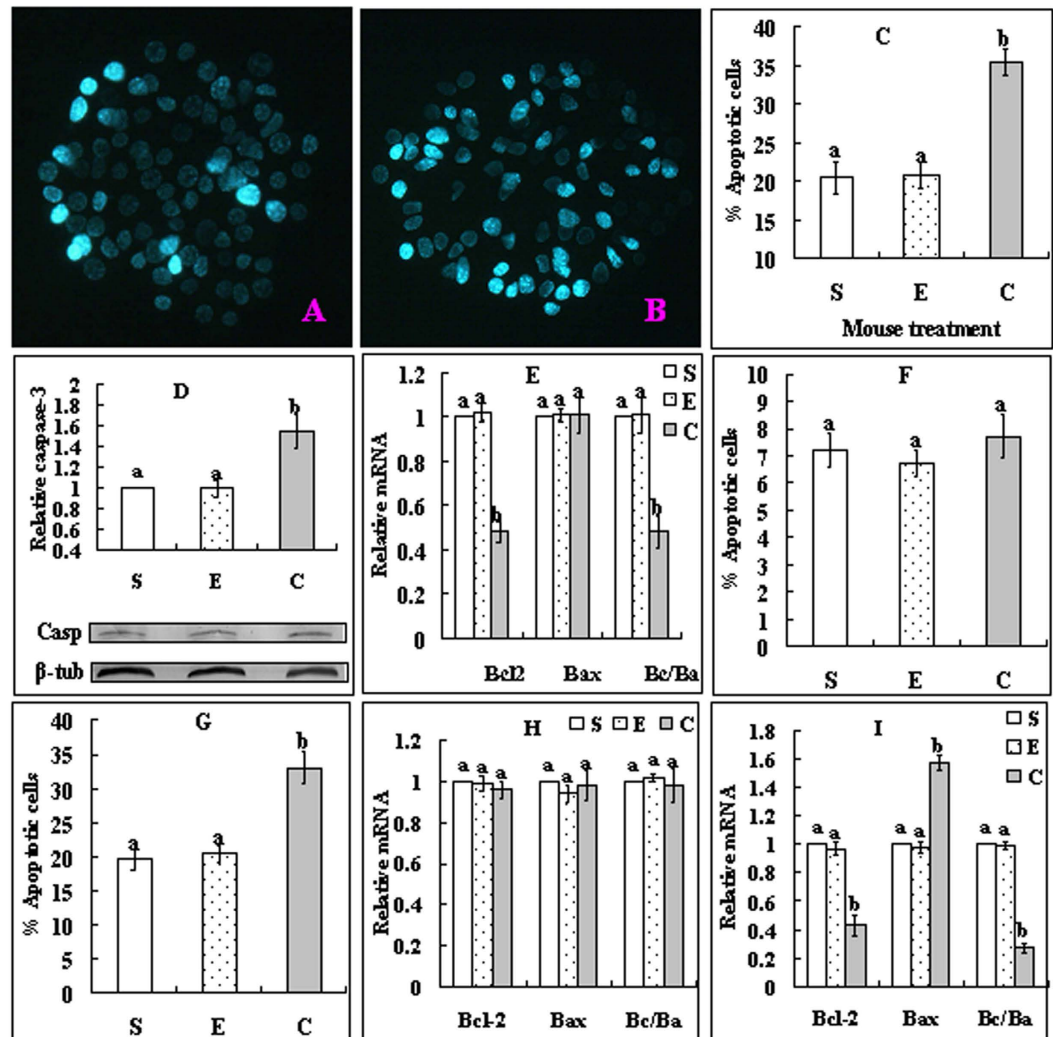 A
B
C
% Apoptotic cells
40
35
30
25
20
15
10
a
a
b
S E C
Mouse treatment
D
Relative caspase-3
2
1.8
1.6
1.4
1.2
1
0.8
0.6
0.4
a
a
b
S E C
Casp
β-tub
E
S
E
C
Relative mRNA
1.2
1
0.8
0.6
0.4
0.2
0
a a b
a a a
a a b
Bcl2 Bax Bc/Ba
F
% Apoptotic cells
10
9
8
7
6
5
4
3
2
1
0
a
a
a
S E C
G
% Apoptotic cells
40
35
30
25
20
15
10
5
0
a
a
b
S E C
H
S E C
Relative mRNA
1.2
1
0.8
0.6
0.4
0.2
0
a a a
a a a
a a a
Bcl-2 Bax Bc/Ba
I
S
E
C
Relative mRNA
1.8
1.6
1.4
1.2
1
0.8
0.6
0.4
0.2
0
a a b
a a b
a a b
Bcl-2 Bax Bc/Ba